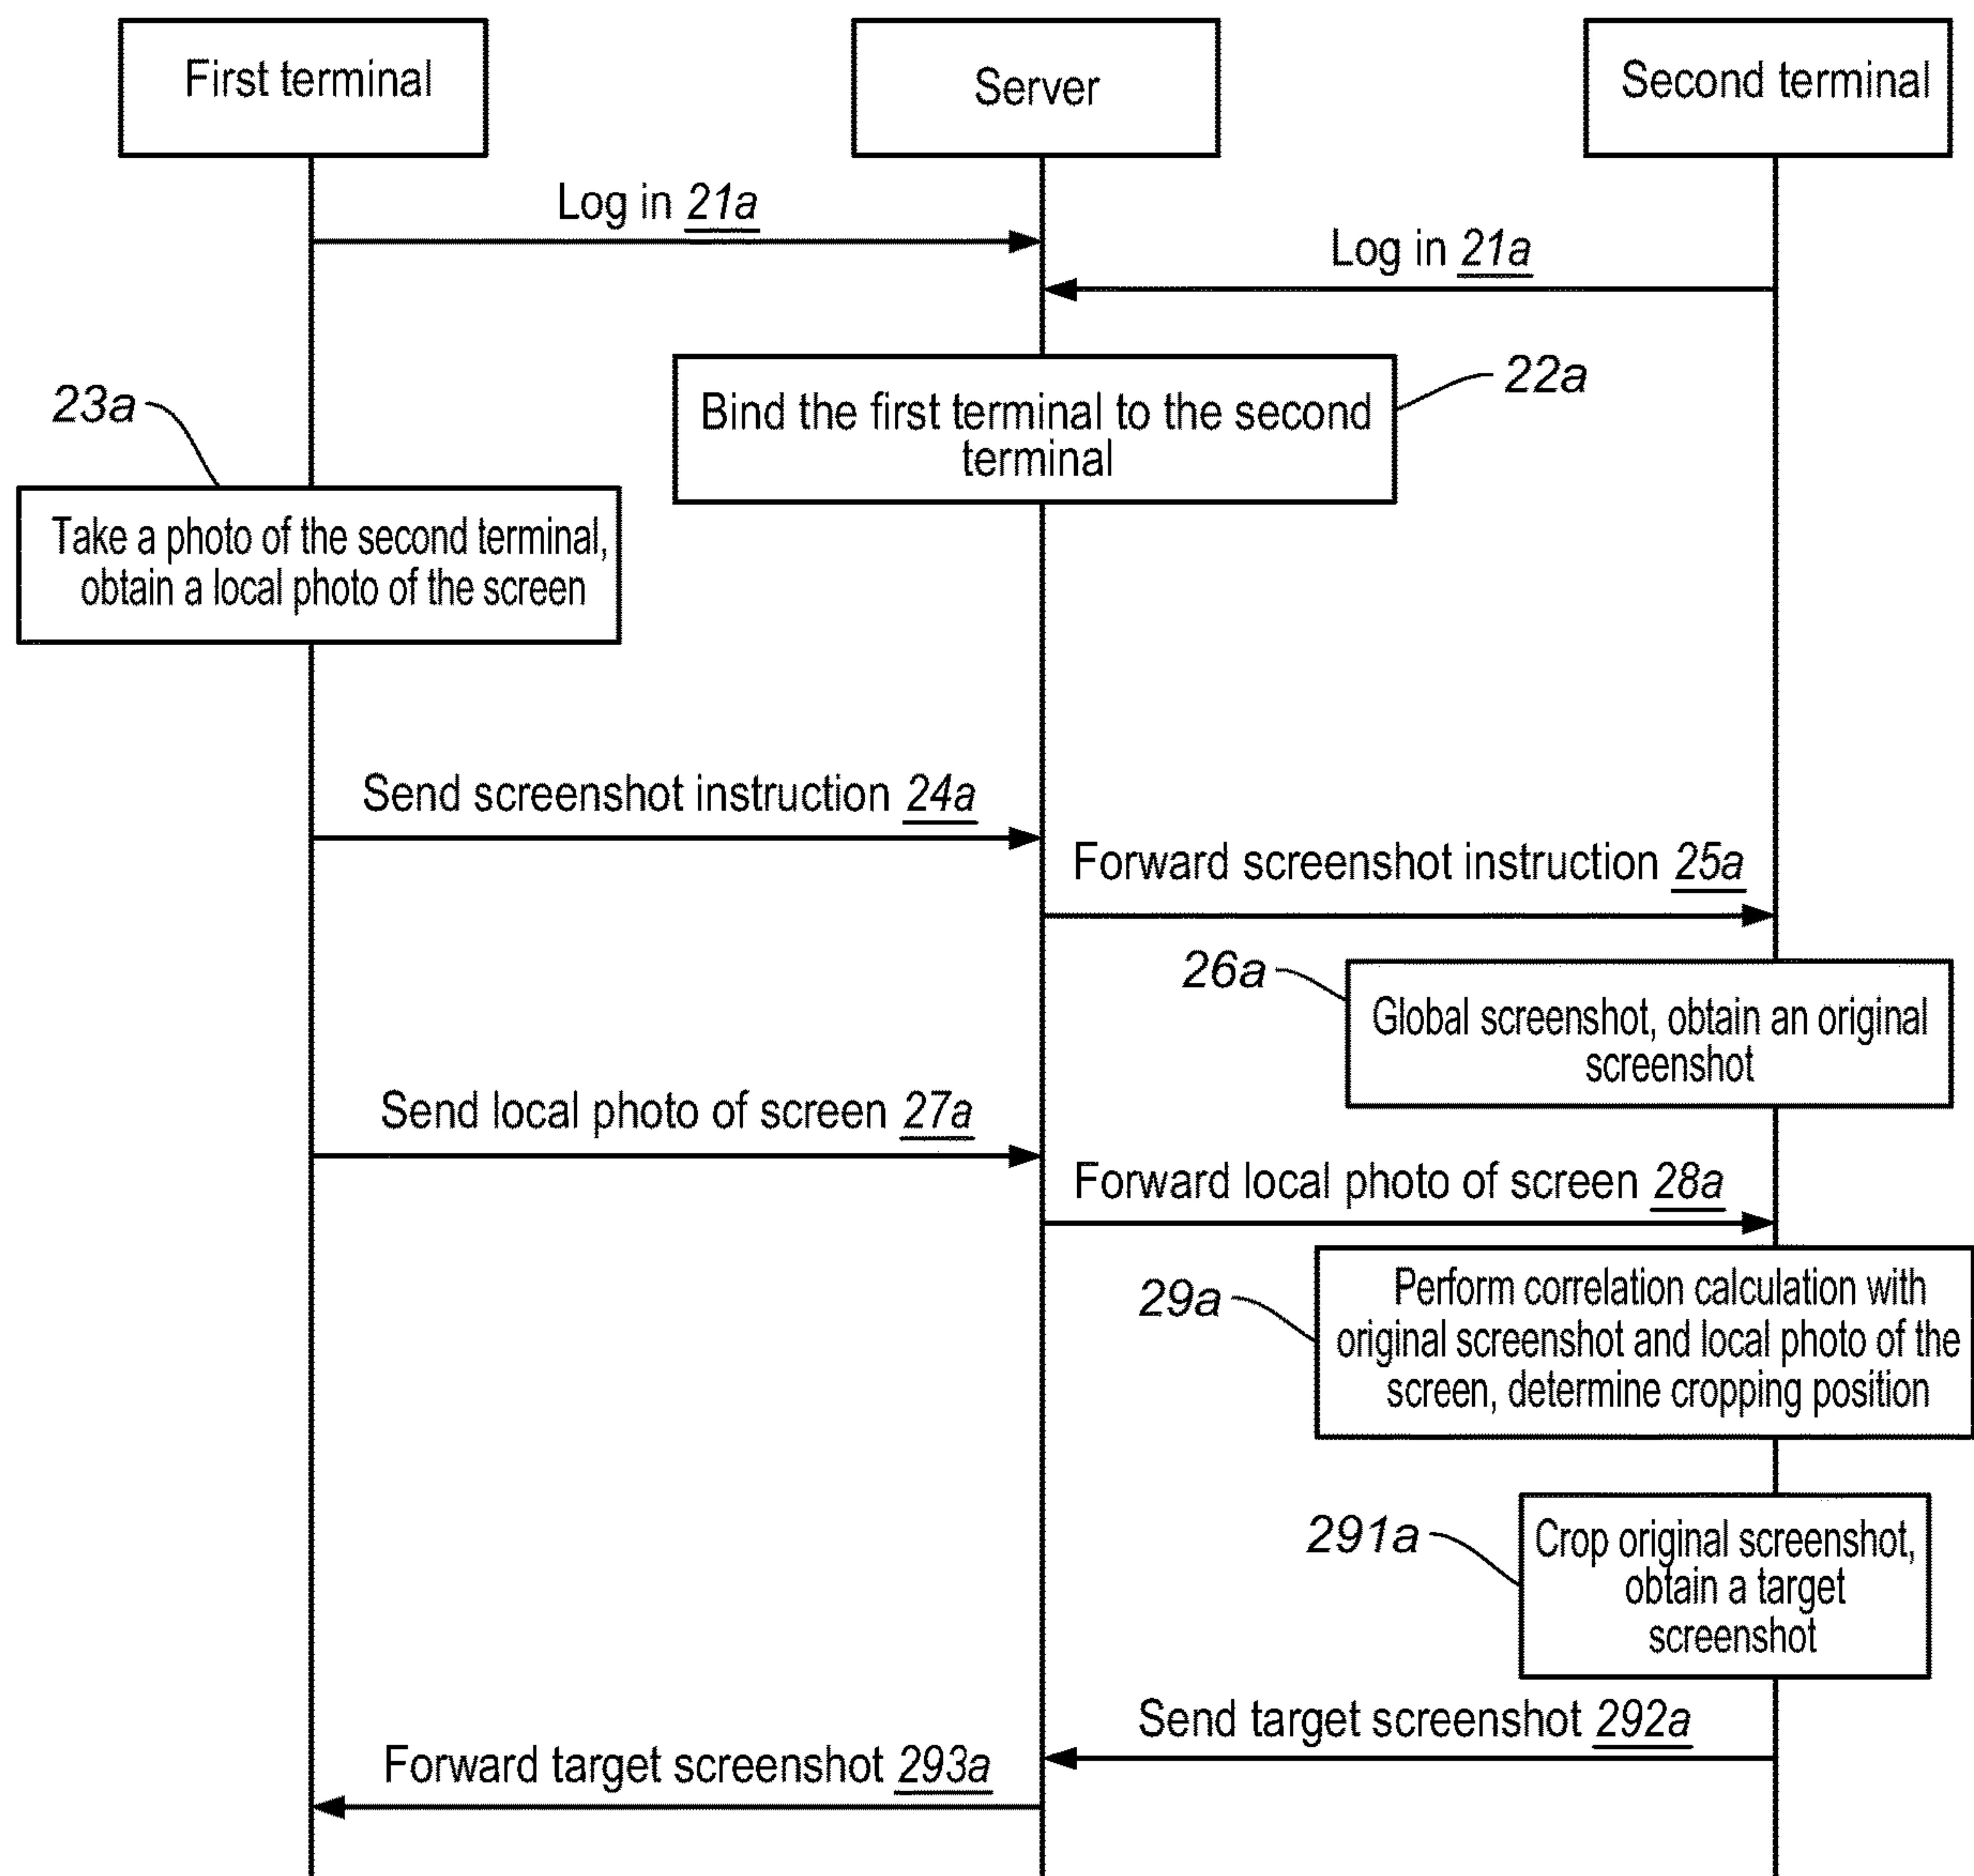 First terminal
Server
Second terminal
Log in 21a
Log in 21a
22a
23a
Bind the first terminal to the second
terminal
Take a photo of the second terminal,
obtain a local photo of the screen
Send screenshot instruction 24a
Forward screenshot instruction 25a
26a
Global screenshot, obtain an original
screenshot
Send local photo of screen 27a
Forward local photo of screen 28a
29a
Perform correlation calculation with
original screenshot and local photo of the
screen, determine cropping position
291a
Crop original screenshot,
obtain a target
screenshot
Send target screenshot 292a
Forward target screenshot 293a